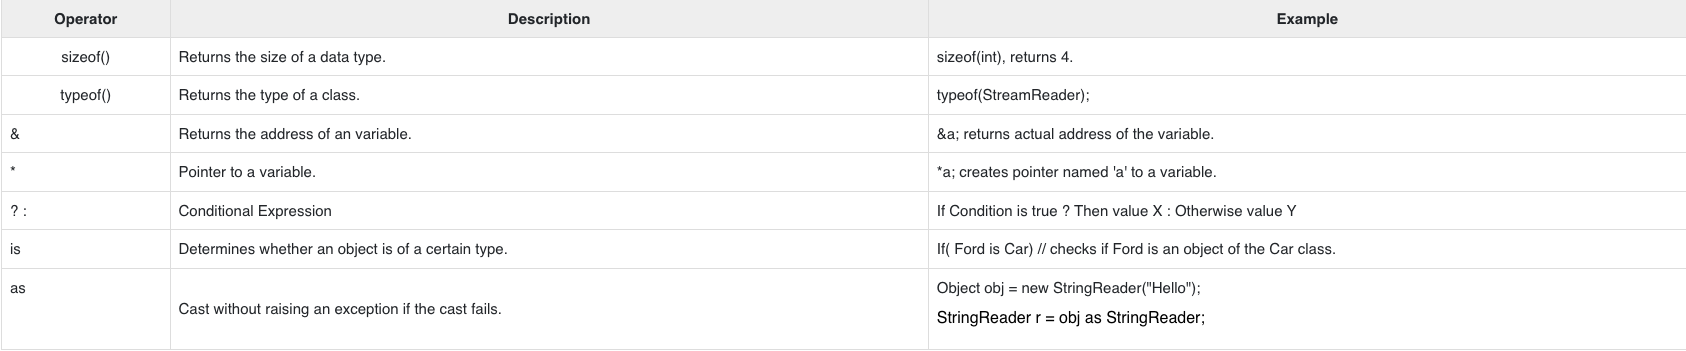 Operator Description Example
sizeof() Returns the size of a data type. sizeof(int), returns 4.
typeof() Returns the type of a class. typeof(StreamReader);
& Returns the address of an variable. &a; returns actual address of the variable.
* Pointer to a variable. *a; creates pointer named 'a' to a variable.
? : Conditional Expression If Condition is true ? Then value X : Otherwise value Y
is Determines whether an object is of a certain type. If( Ford is Car) // checks if Ford is an object of the Car class.
as Object obj = new StringReader("Hello");
Cast without raising an exception if the cast fails.
StringReader r = obj as StringReader;